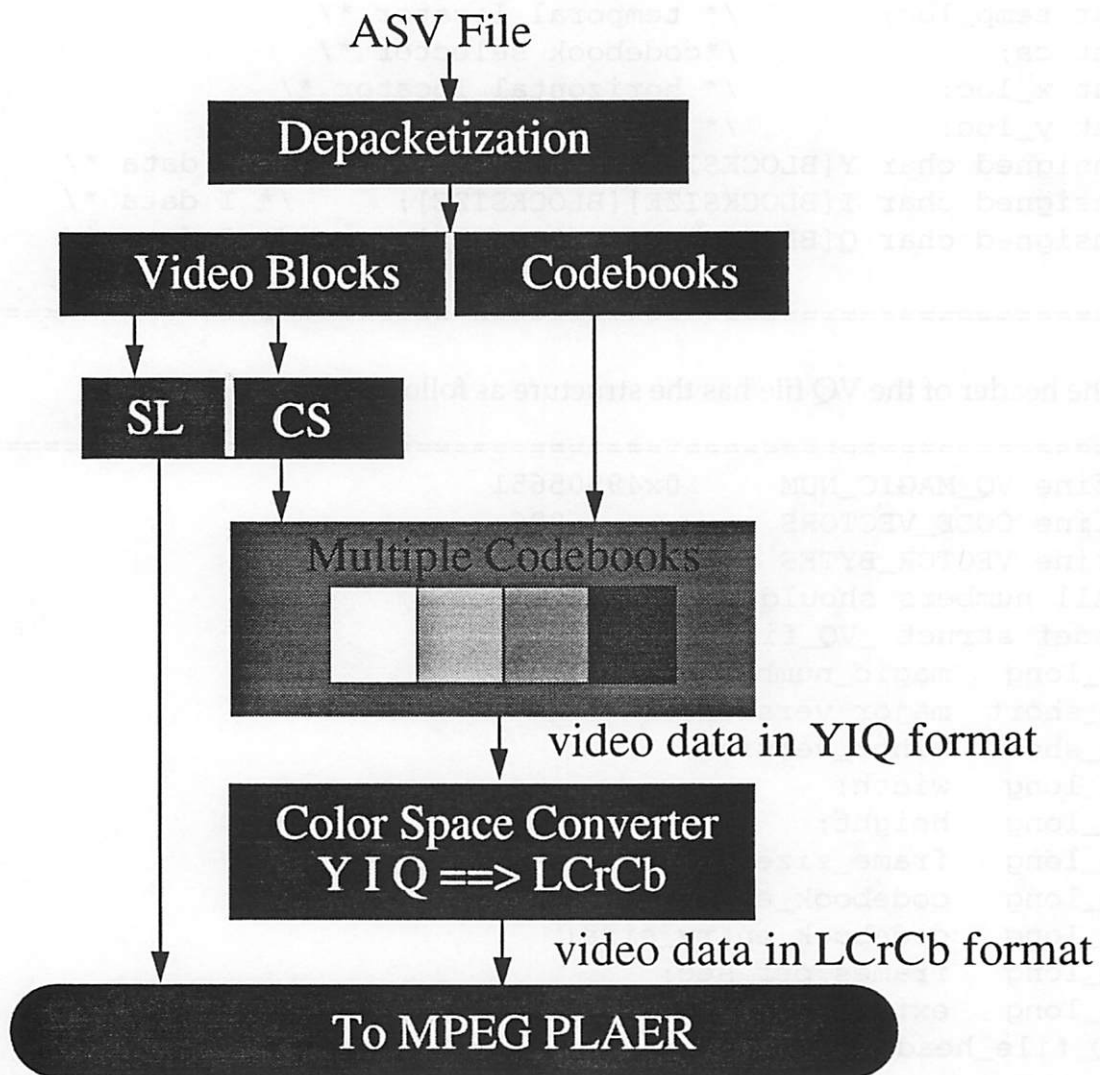 ASV File
Depacketization
Video Blocks
Codebooks
SL
CS
Multiple Codebooks
video data in YIQ format
Color Space Converter
Y I Q ==> LCrCb
video data in LCrCb format
To MPEG PLAER